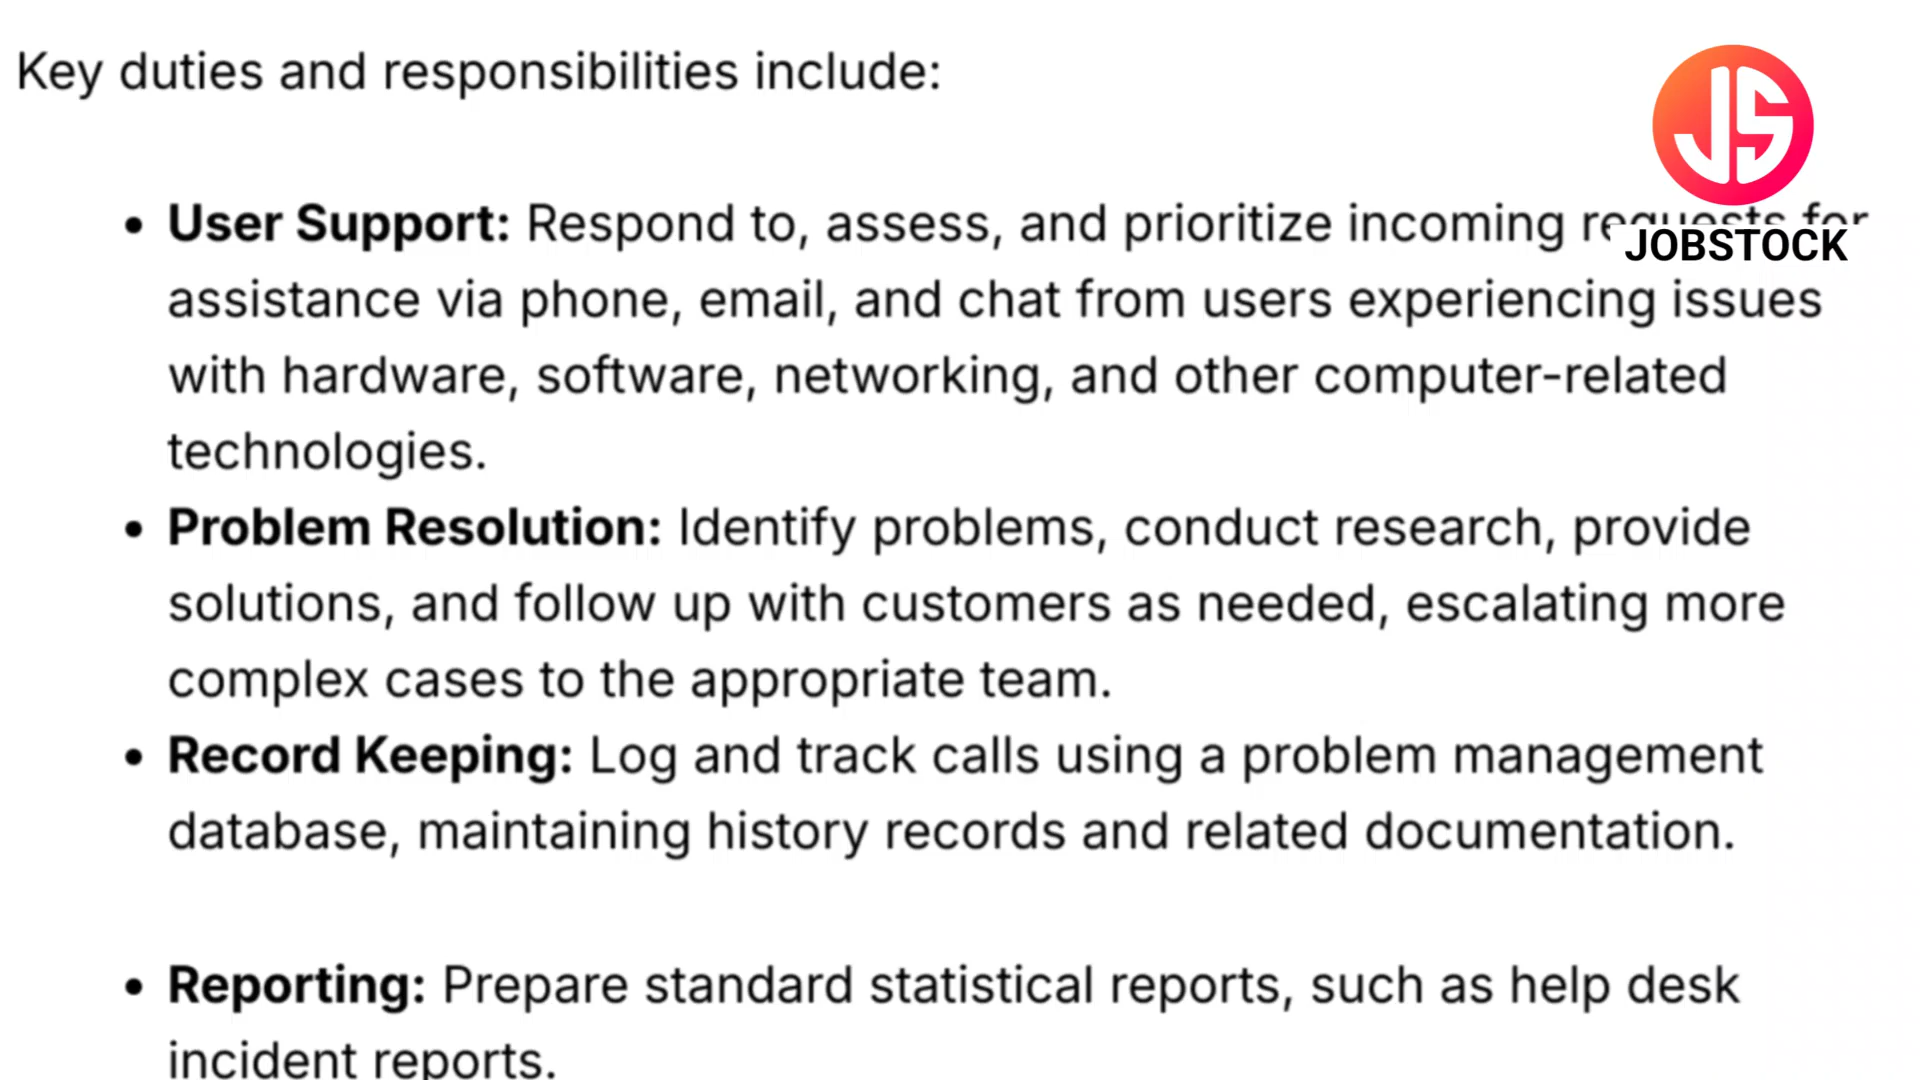 Key duties and responsibilities include:
JS
JOBSTOCK
• User Support: Respond to, assess, and prioritize incoming requests for
assistance via phone, email, and chat from users experiencing issues
with hardware, software, networking, and other computer-related
technologies.
• Problem Resolution: Identify problems, conduct research, provide
solutions, and follow up with customers as needed, escalating more
complex cases to the appropriate team.
• Record Keeping: Log and track calls using a problem management
database, maintaining history records and related documentation.
• Reporting: Prepare standard statistical reports, such as help desk
incident reports.